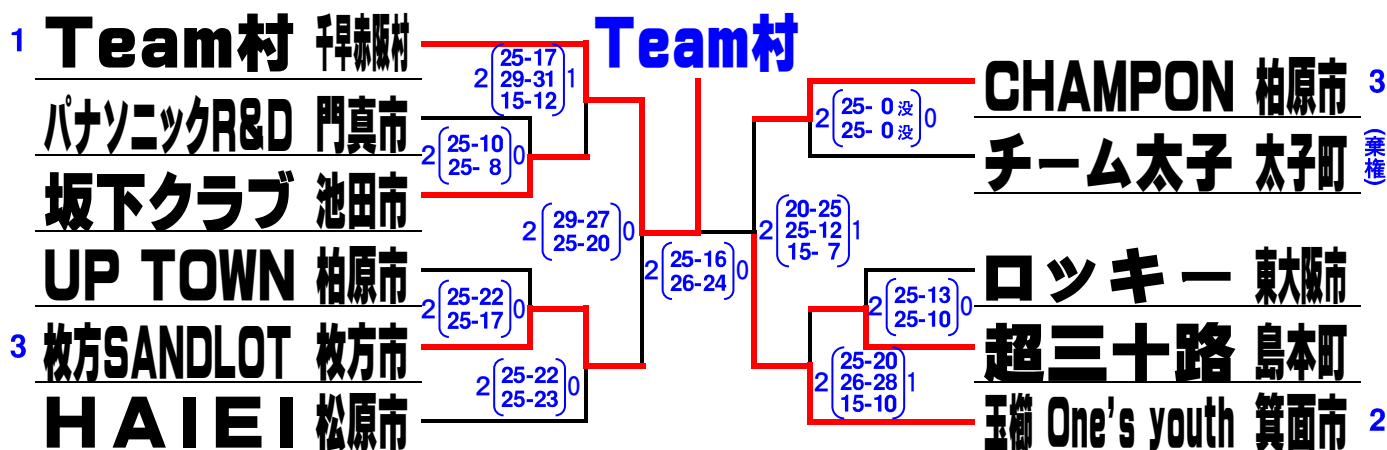 1 Team村 千早赤阪村
パナソニックR&D 門真市
坂下クラブ 池田市
UP TOWN 柏原市
3 枚方SANDLOT 枚方市
HAIEI 松原市
2 25-17 1
29-31
15-12
2 25-10 0
25- 8
2 29-27 0
25-20
2 25-22 0
25-17
2 25-22 0
25-23
Team村
2 25-16 0
26-24
2 25- 0 没 0
25- 0 没
2 20-25 1
25-12
15- 7
2 25-13 0
25-10
2 25-20 1
26-28
15-10
CHAMPON 柏原市 3
チーム太子 太子町 (棄権)
ロッキー 東大阪市
超三十路 島本町
玉櫛 One's youth 箕面市 2